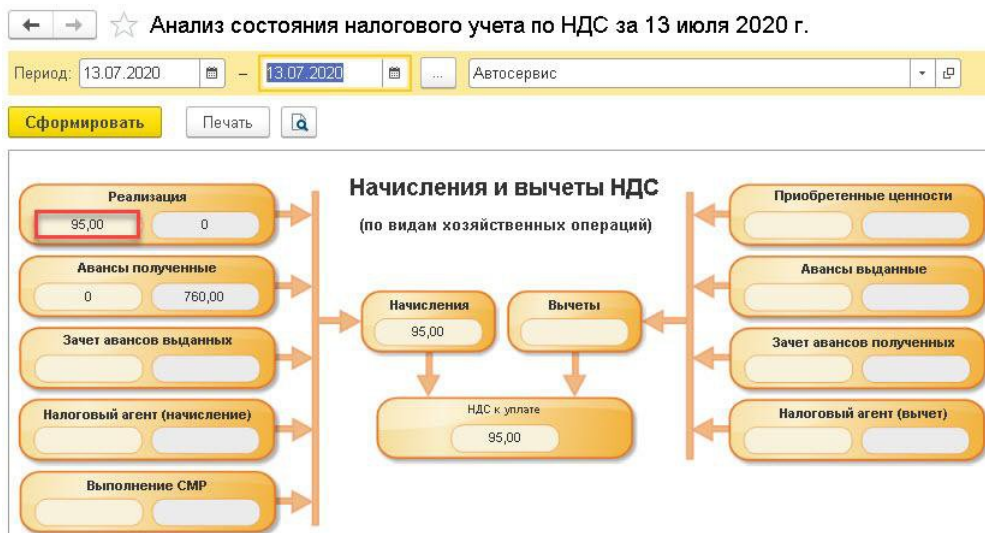 Анализ состояния налогового учета по НДС за 13 июля 2020 г.
Период: 13.07.2020 – 13.07.2020 ... Автосервис
Сформировать Печать
Начисления и вычеты НДС
(по видам хозяйственных операций)
Реализация
95,00 0
Авансы полученные
0 760,00
Зачет авансов выданных
Налоговый агент (начисление)
Выполнение СМР
Начисления
95,00
Вычеты
НДС к уплате
95,00
Приобретенные ценности
Авансы выданные
Зачет авансов полученных
Налоговый агент (вычет)